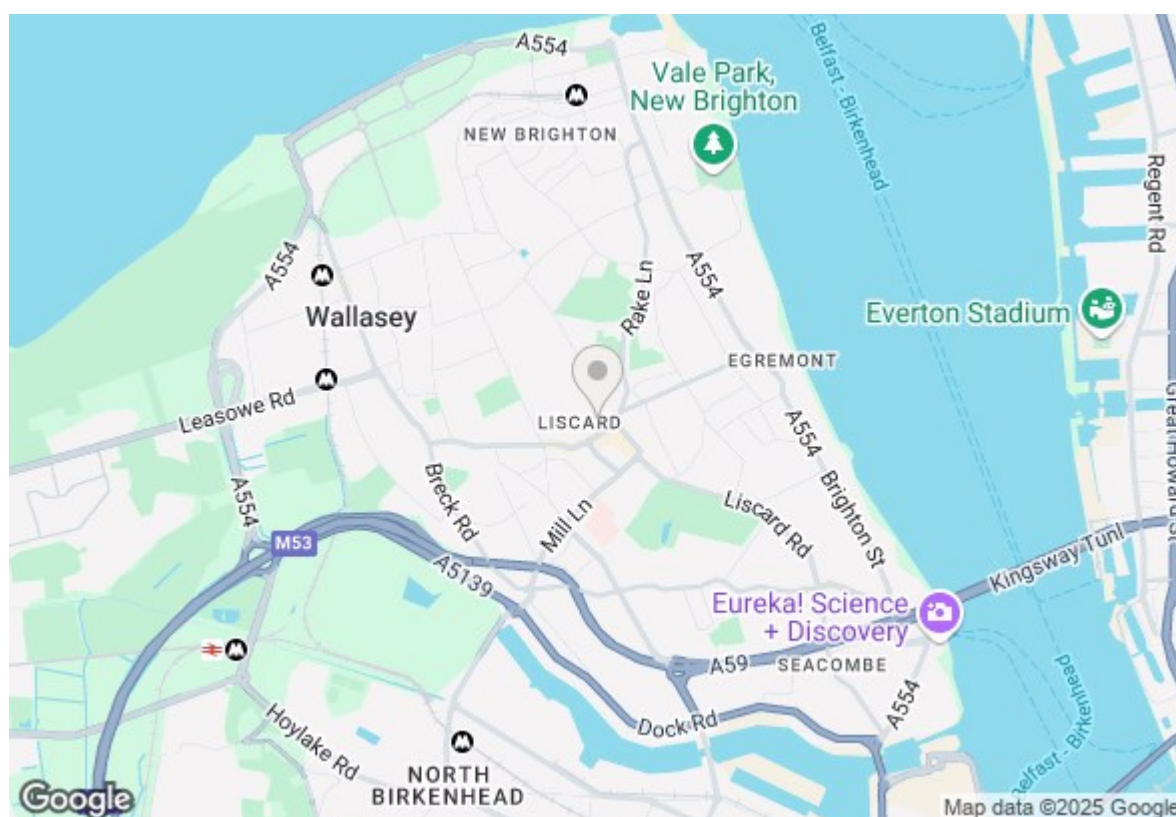 A554
Vale Park,
New Brighton
NEW BRIGHTON
Belfast - Birkenhead
Regent Rd
A554
Rake Ln
A554
Wallasey
Everton Stadium
EGREMONT
Leasowe Rd
LISCARD
A554
Breck Rd
Mill Ln
Liscard Rd
A554
Brighton St
M53
A5139
Kingsway Tunl
Eureka! Science
+ Discovery
A59
SEACOMBE
A554
Dock Rd
Hoylake Rd
NORTH
BIRKENHEAD
Belfast - Birkenhead
Google
Map data ©2025 Google